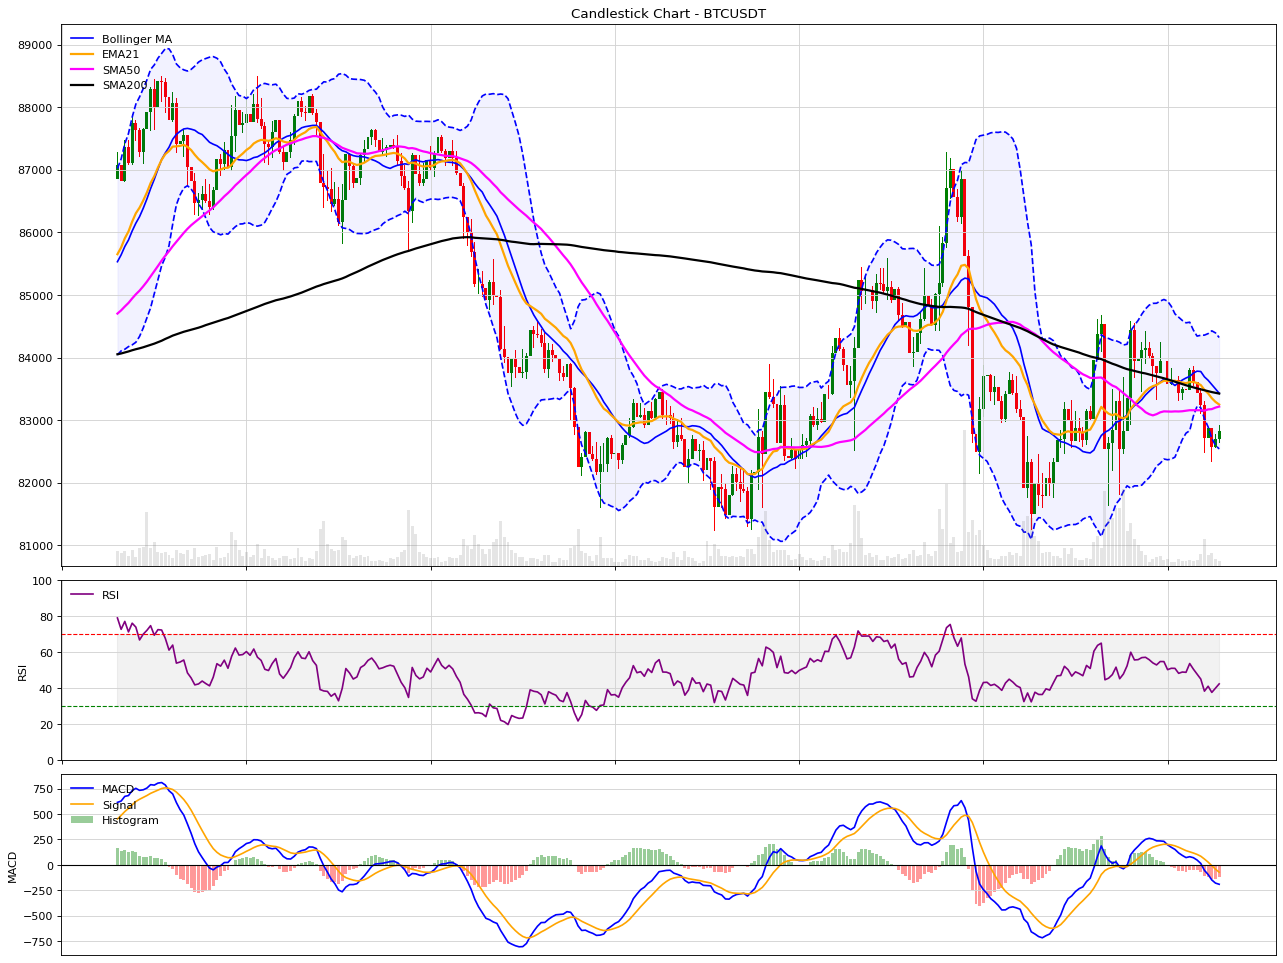 Candlestick Chart - BTCUSDT
Bollinger MA
EMA21
SMA50
SMA200
89000
88000
87000
86000
85000
84000
83000
82000
81000
RSI
100
80
60
40
20
0
RSI
MACD
Signal
Histogram
750
500
250
0
−250
−500
−750
MACD